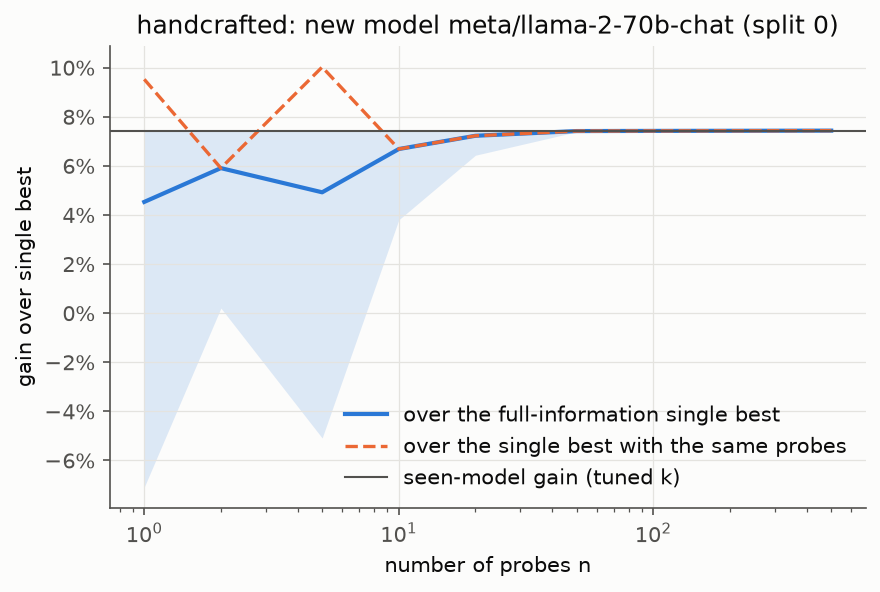 handcrafted: new model meta/llama-2-70b-chat (split 0)
gain over single best
10%
8%
6%
4%
2%
0%
−2%
−4%
−6%
over the full-information single best
over the single best with the same probes
seen-model gain (tuned k)
10⁰
10¹
10²
number of probes n